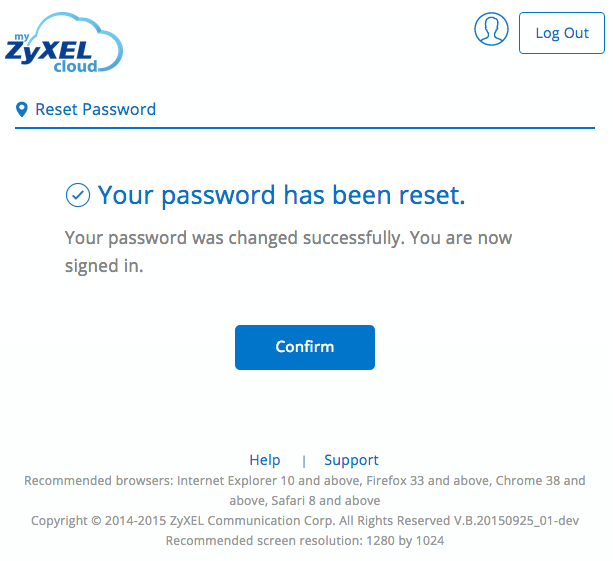 my
ZyXEL
cloud
Log Out
Reset Password
Your password has been reset.
Your password was changed successfully. You are now
signed in.
Confirm
Help | Support
Recommended browsers: Internet Explorer 10 and above, Firefox 33 and above, Chrome 38 and
above, Safari 8 and above
Copyright © 2014-2015 ZyXEL Communication Corp. All Rights Reserved V.B.20150925_01-dev
Recommended screen resolution: 1280 by 1024